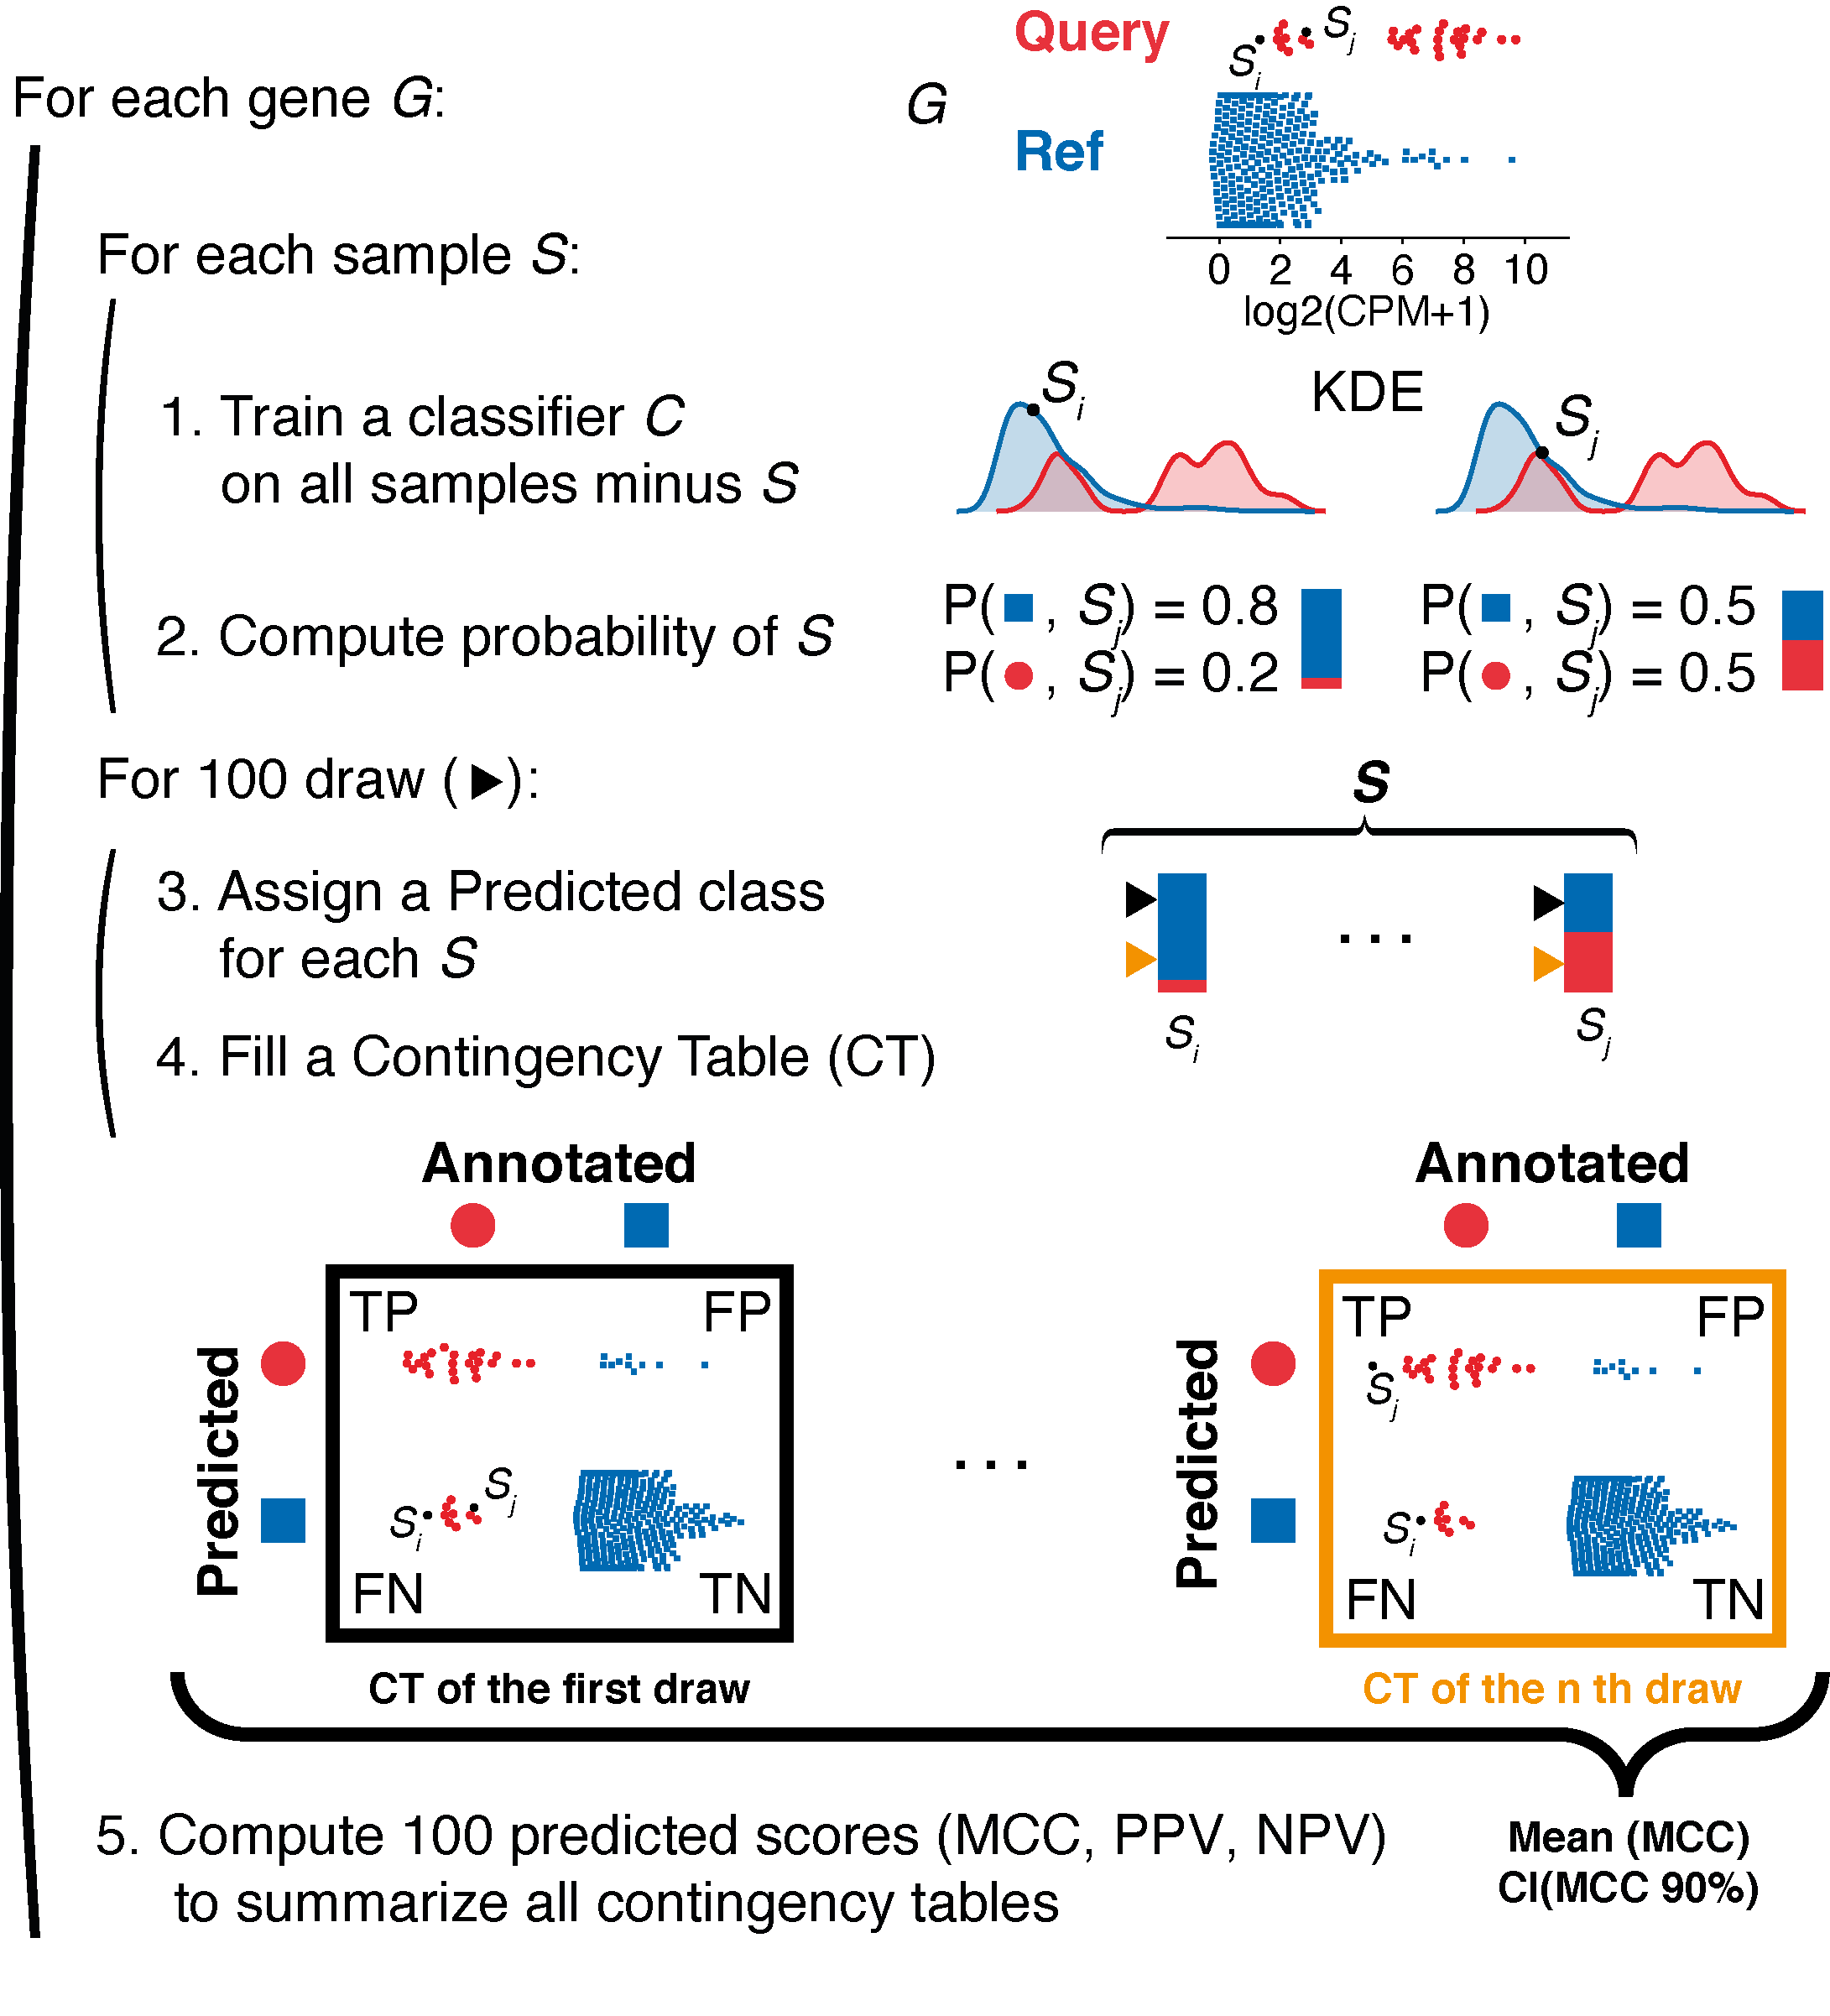 Query
S_i
S_j
For each gene G:
G
Ref
For each sample S:
0 2 4 6 8 10
log2(CPM+1)
1. Train a classifier C
on all samples minus S
S_i
KDE
S_j
2. Compute probability of S
P(■, S_j) = 0.8
P(●, S_j) = 0.2
P(■, S_j) = 0.5
P(●, S_j) = 0.5
For 100 draw (▶):
S
3. Assign a Predicted class
for each S
...
S_i
S_j
4. Fill a Contingency Table (CT)
Annotated
Predicted
TP FP
S_i
S_j
FN TN
CT of the first draw
...
Annotated
Predicted
TP FP
S_j
S_i
FN TN
CT of the n th draw
5. Compute 100 predicted scores (MCC, PPV, NPV)
to summarize all contingency tables
Mean (MCC)
CI(MCC 90%)